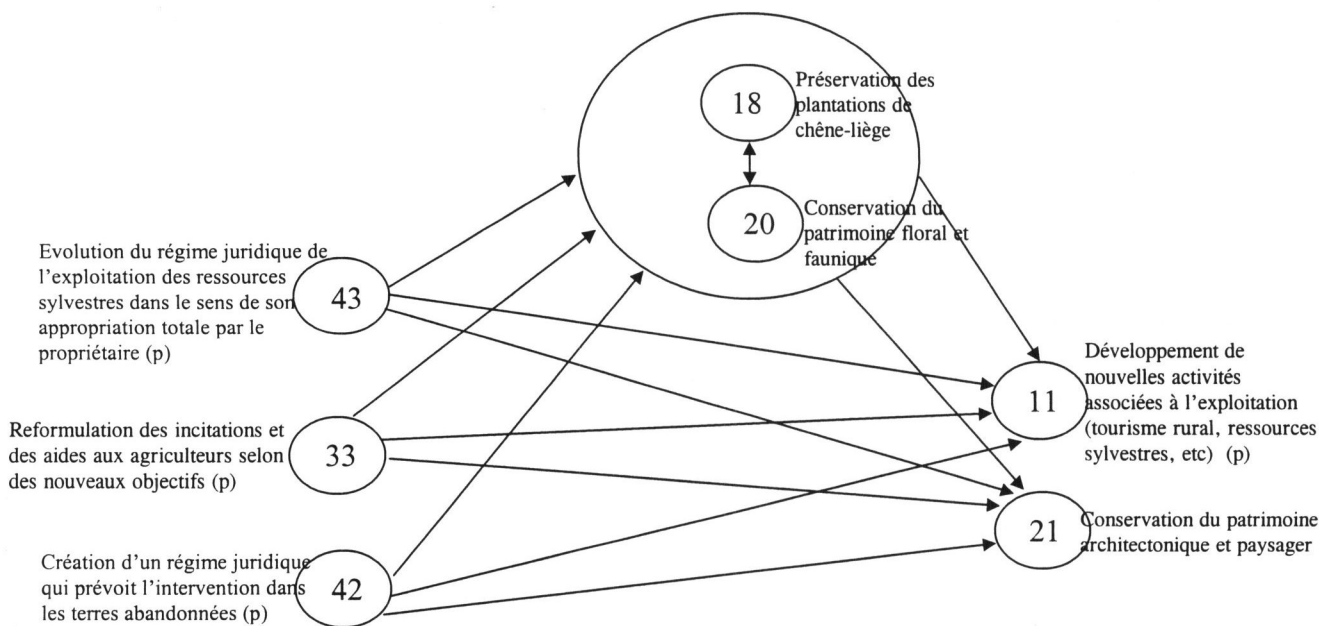 18
Préservation des
plantations de
chêne-liège
20
Conservation du
patrimoine floral et
faunique
Evolution du régime juridique de
l'exploitation des ressources
sylvestres dans le sens de son
appropriation totale par le
propriétaire (p)
43
Reformulation des incitations et
des aides aux agriculteurs selon
des nouveaux objectifs (p)
33
Création d'un régime juridique
qui prévoit l'intervention dans
les terres abandonnées (p)
42
11
Développement de
nouvelles activités
associées à l'exploitation
(tourisme rural, ressources
sylvestres, etc) (p)
21
Conservation du patrimoine
architectonique et paysager